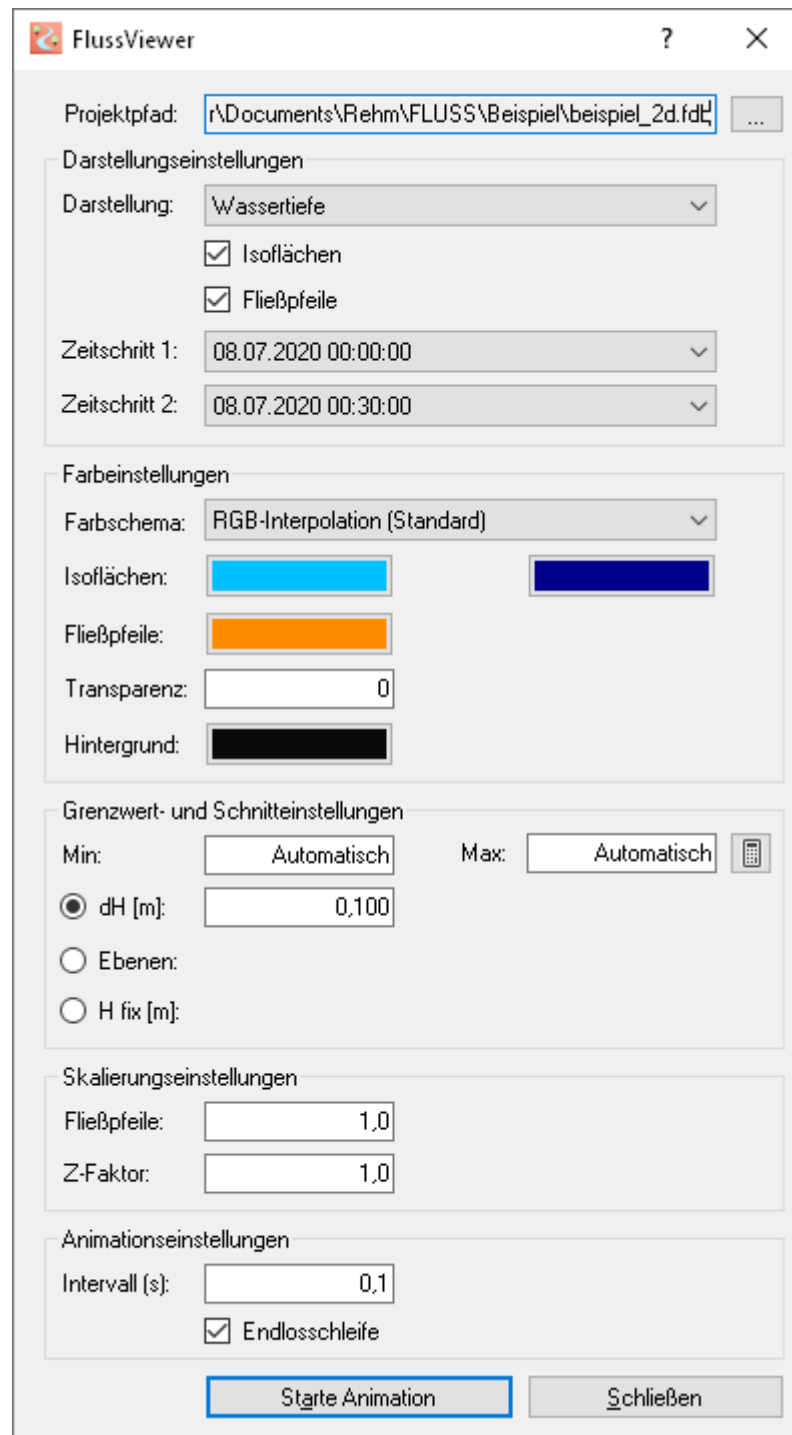 FlussViewer ?
Projektpfad: r\Documents\Rehm\FLUSS\Beispiel\beispiel_2d.fdt ...
Darstellungseinstellungen
Darstellung: Wassertiefe
Isoflächen
Fließpfeile
Zeitschritt 1: 08.07.2020 00:00:00
Zeitschritt 2: 08.07.2020 00:30:00
Farbeinstellungen
Farbschema: RGB-Interpolation (Standard)
Isoflächen:
Fließpfeile:
Transparenz: 0
Hintergrund:
Grenzwert- und Schnitteinstellungen
Min: Automatisch Max: Automatisch
dH [m]: 0,100
Ebenen:
H fix [m]:
Skalierungseinstellungen
Fließpfeile: 1,0
Z-Faktor: 1,0
Animationseinstellungen
Intervall (s): 0,1
Endlosschleife
Starte Animation Schließen